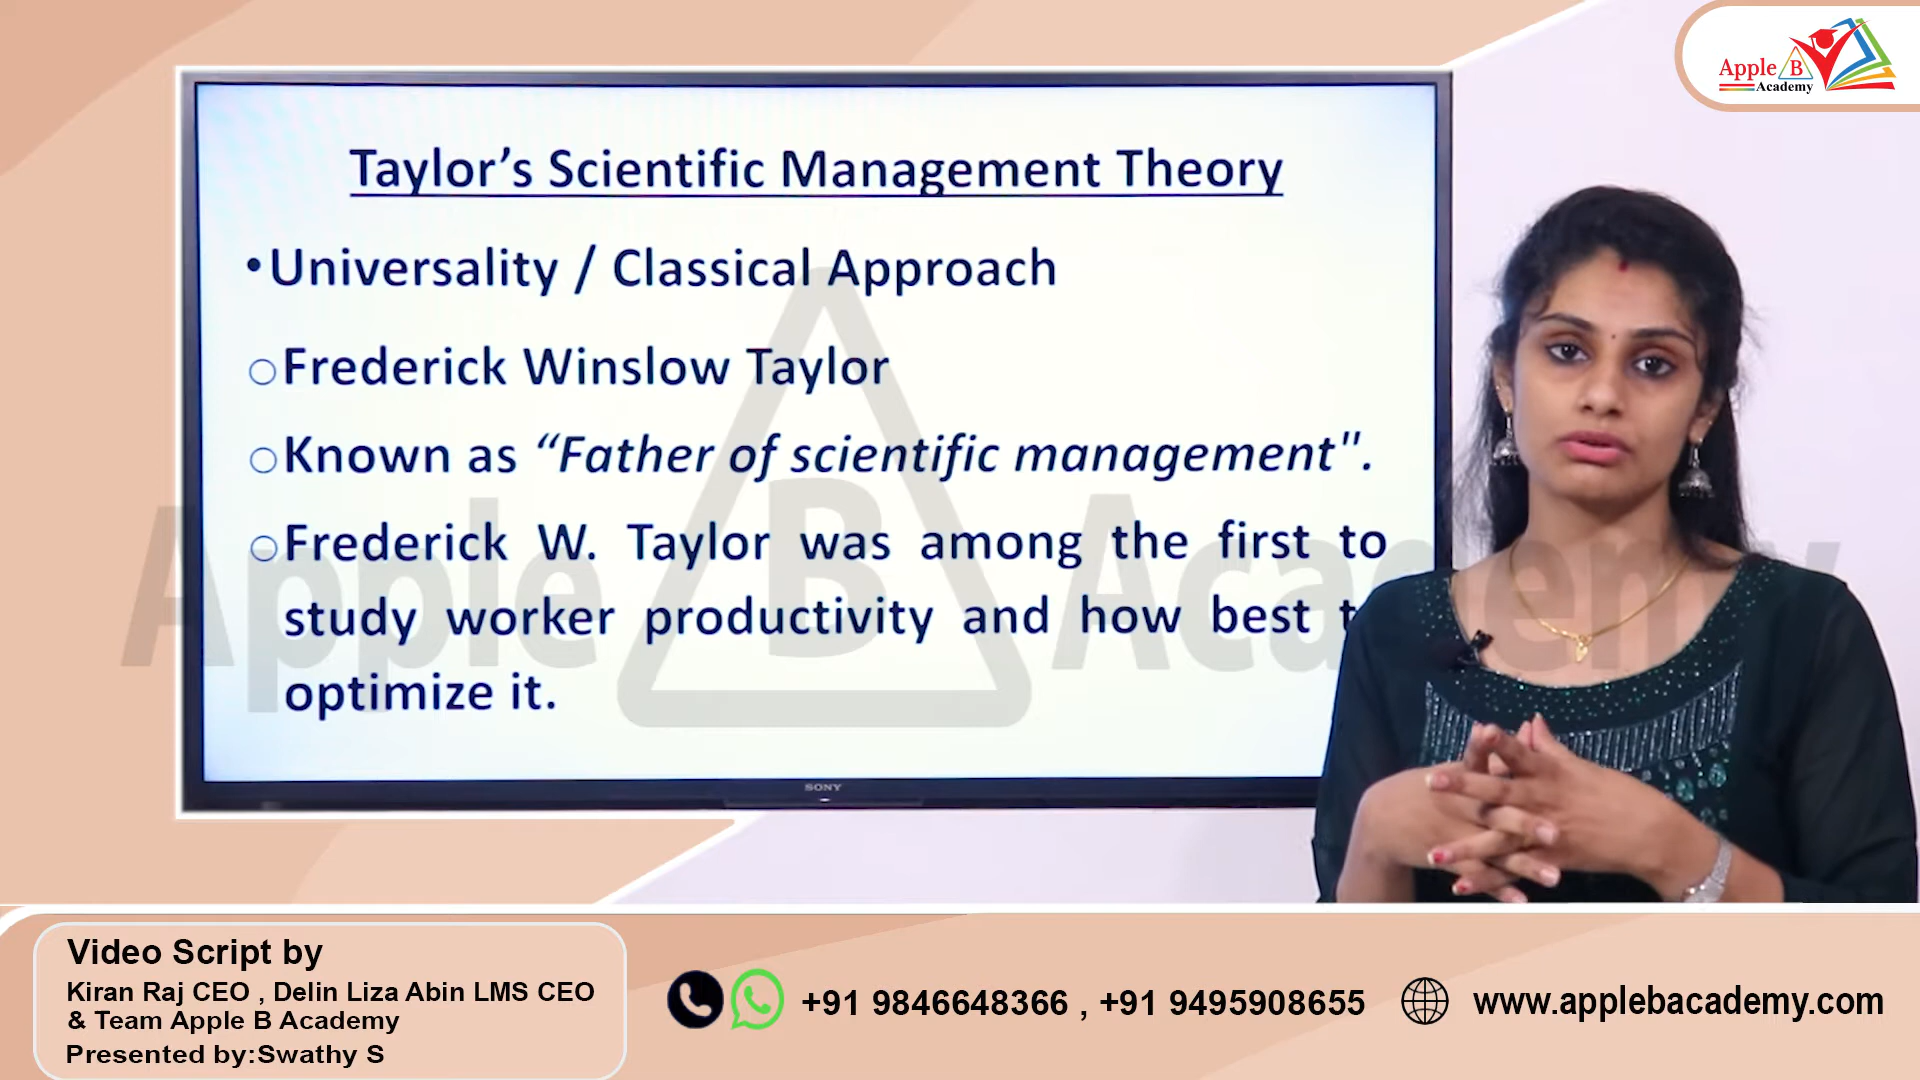 Apple B
Academy
Taylor’s Scientific Management Theory
•Universality / Classical Approach
○Frederick Winslow Taylor
○Known as “Father of scientific management".
○Frederick W. Taylor was among the first to
study worker productivity and how best t
optimize it.
Apple B Academy
SONY
Video Script by
Kiran Raj CEO , Delin Liza Abin LMS CEO
& Team Apple B Academy
Presented by:Swathy S
+91 9846648366 , +91 9495908655
www.applebacademy.com